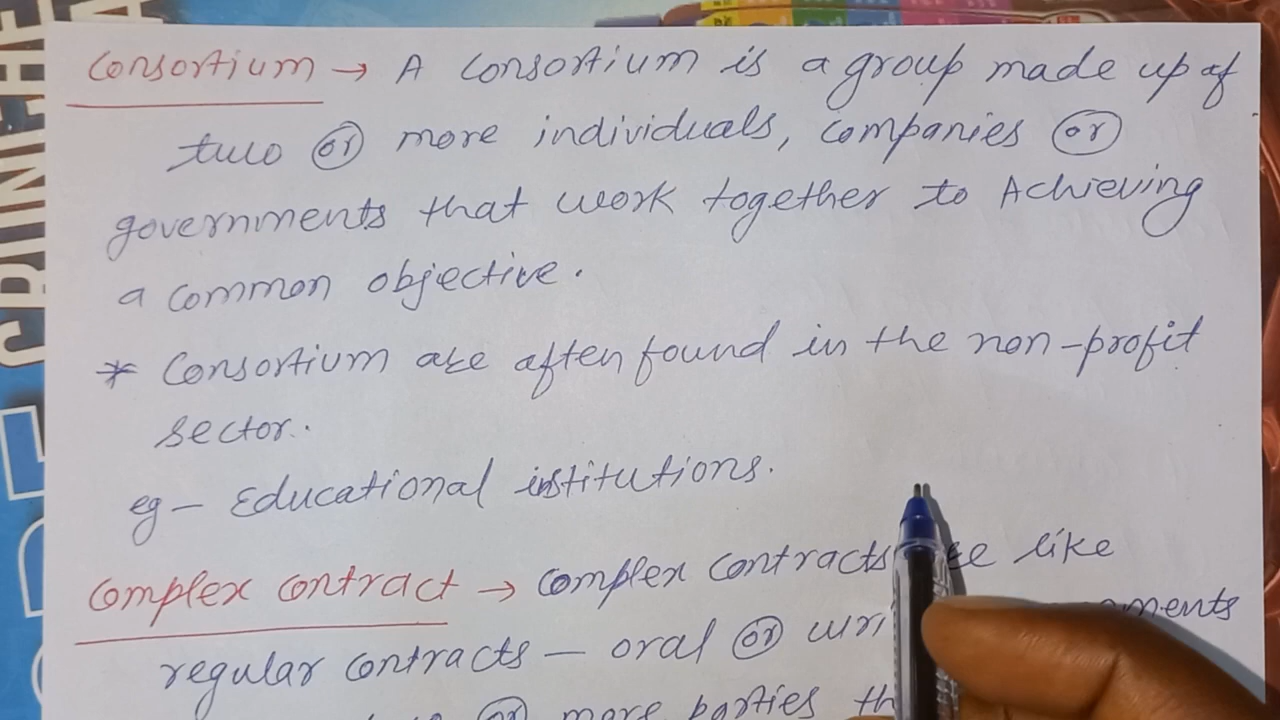 Consortium → A Consortium is a group made up of
two or more individuals, companies or
governments that work together to Achieving
a common objective.
* Consortium are often found in the non-profit
sector.
eg – Educational institutions.
Complex Contract → Complex Contracts like
regular Contracts – oral or
or more parties